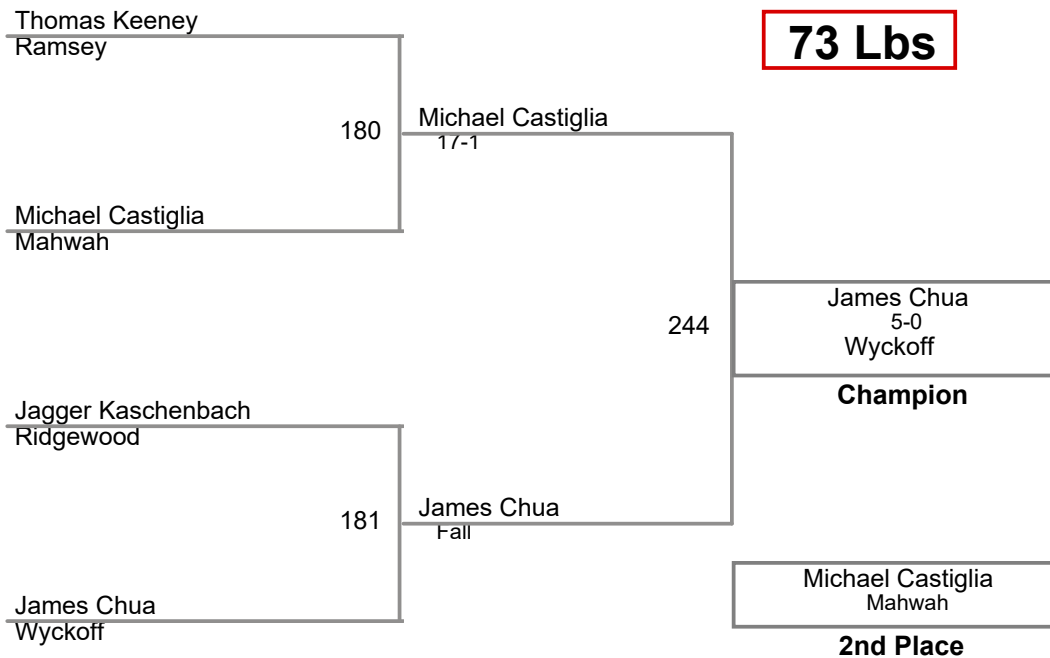 Thomas Keeney
Ramsey
73 Lbs
180
Michael Castiglia
17-1
Michael Castiglia
Mahwah
244
James Chua
5-0
Wyckoff
Champion
Jagger Kaschenbach
Ridgewood
181
James Chua
Fall
James Chua
Wyckoff
Michael Castiglia
Mahwah
2nd Place